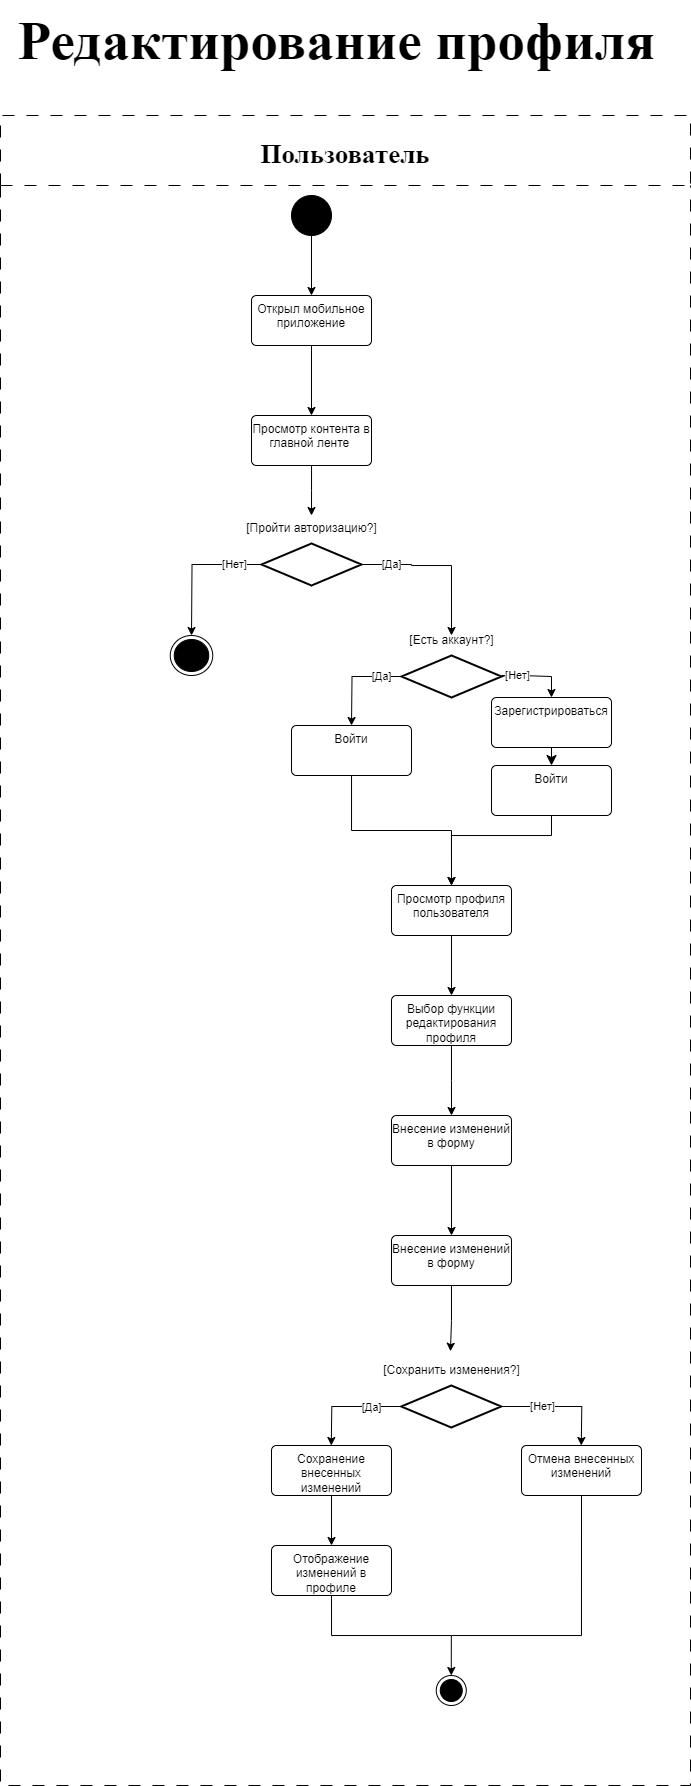 Редактирование профиля
Пользователь
Открыл мобильное
приложение
Просмотр контента в
главной ленте
[Пройти авторизацию?]
[Нет]
[Да]
[Есть аккаунт?]
[Да]
[Нет]
Зарегистрироваться
Войти
Войти
Просмотр профиля
пользователя
Выбор функции
редактирования
профиля
Внесение изменений
в форму
Внесение изменений
в форму
[Сохранить изменения?]
[Да]
[Нет]
Сохранение
внесенных
изменений
Отмена внесенных
изменений
Отображение
изменений в
профиле